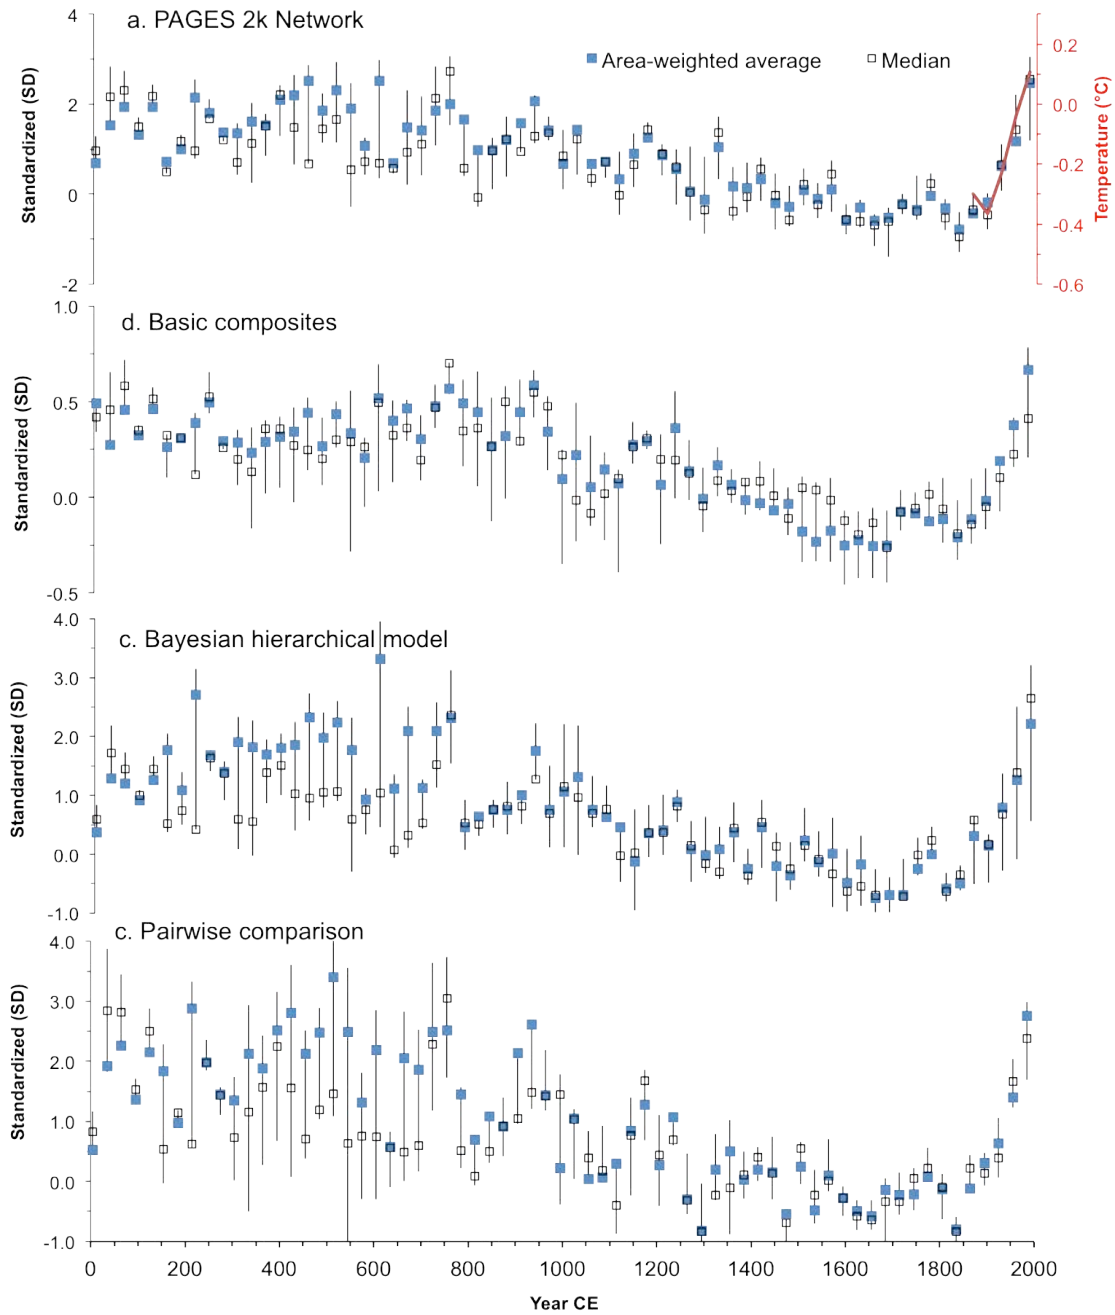 a. PAGES 2k Network
Area-weighted average
Median
4
2
0
-2
Standardized (SD)
0.2
0.0
-0.2
-0.4
-0.6
Temperature (°C)
d. Basic composites
1.0
0.5
0.0
-0.5
Standardized (SD)
c. Bayesian hierarchical model
4.0
3.0
2.0
1.0
0.0
-1.0
Standardized (SD)
c. Pairwise comparison
4.0
3.0
2.0
1.0
0.0
-1.0
Standardized (SD)
0 200 400 600 800 1000 1200 1400 1600 1800 2000
Year CE